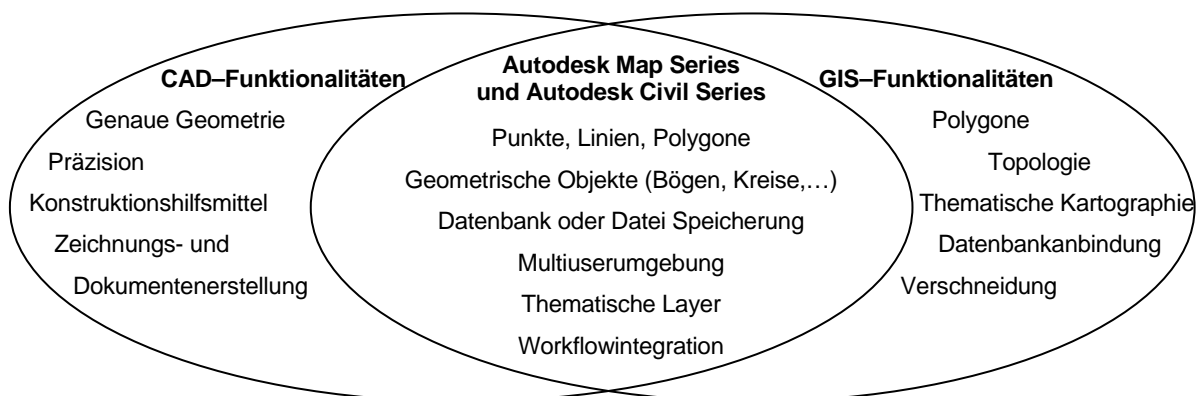 CAD–Funktionalitäten
Genaue Geometrie
Präzision
Konstruktionshilfsmittel
Zeichnungs- und
Dokumentenerstellung
Autodesk Map Series
und Autodesk Civil Series
Punkte, Linien, Polygone
Geometrische Objekte (Bögen, Kreise,…)
Datenbank oder Datei Speicherung
Multiuserumgebung
Thematische Layer
Workflowintegration
GIS–Funktionalitäten
Polygone
Topologie
Thematische Kartographie
Datenbankanbindung
Verschneidung